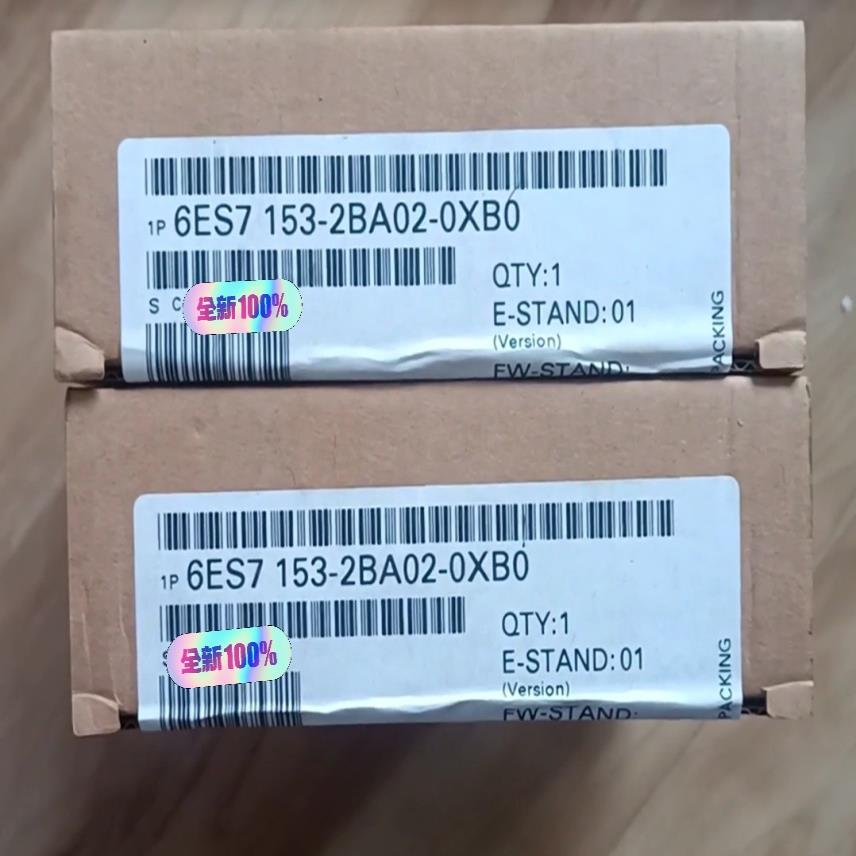 1P 6ES7 153-2BA02-0XB0
S C
全新100%
QTY:1
E-STAND:01
(Version)
FW-STAND:
PACKING
1P 6ES7 153-2BA02-0XB0
S
全新100%
QTY:1
E-STAND:01
(Version)
FW-STAND:
PACKING